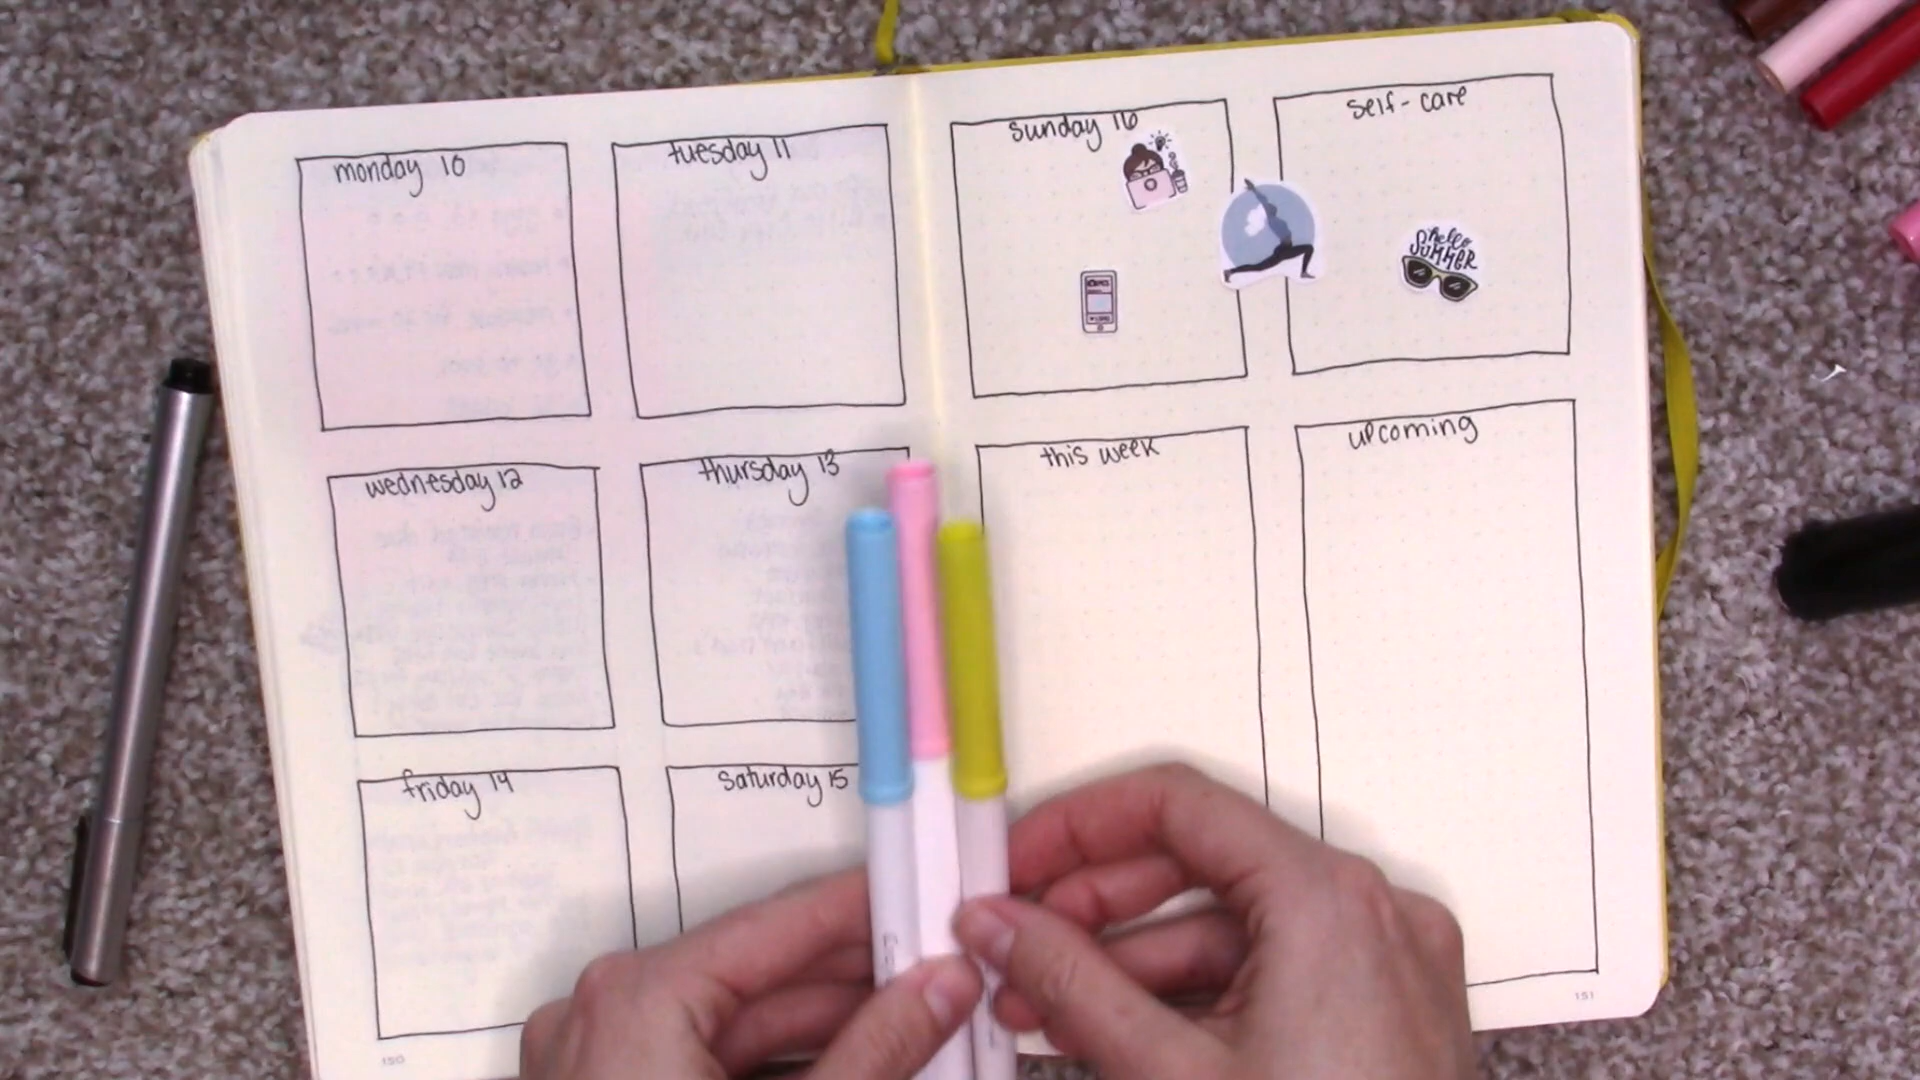 monday 10
tuesday 11
wednesday 12
thursday 13
friday 14
saturday 15
150
sunday 16
self-care
hello
SUMMER
this week
upcoming
151